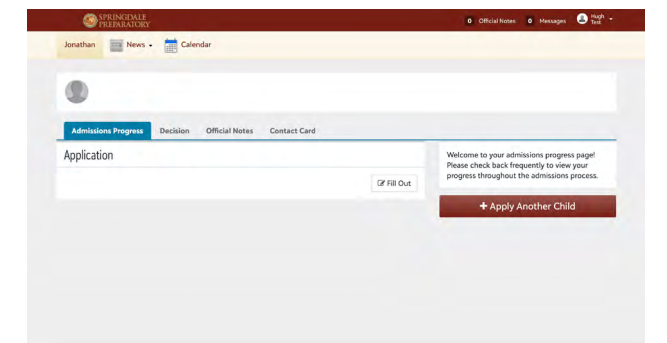 SPRINGDALE
PREPARATORY
0 Official Notes 0 Messages Hugh Test
Jonathan News Calendar
Admissions Progress Decision Official Notes Contact Card
Application
Fill Out
Welcome to your admissions progress page!
Please check back frequently to view your
progress throughout the admissions process.
+ Apply Another Child